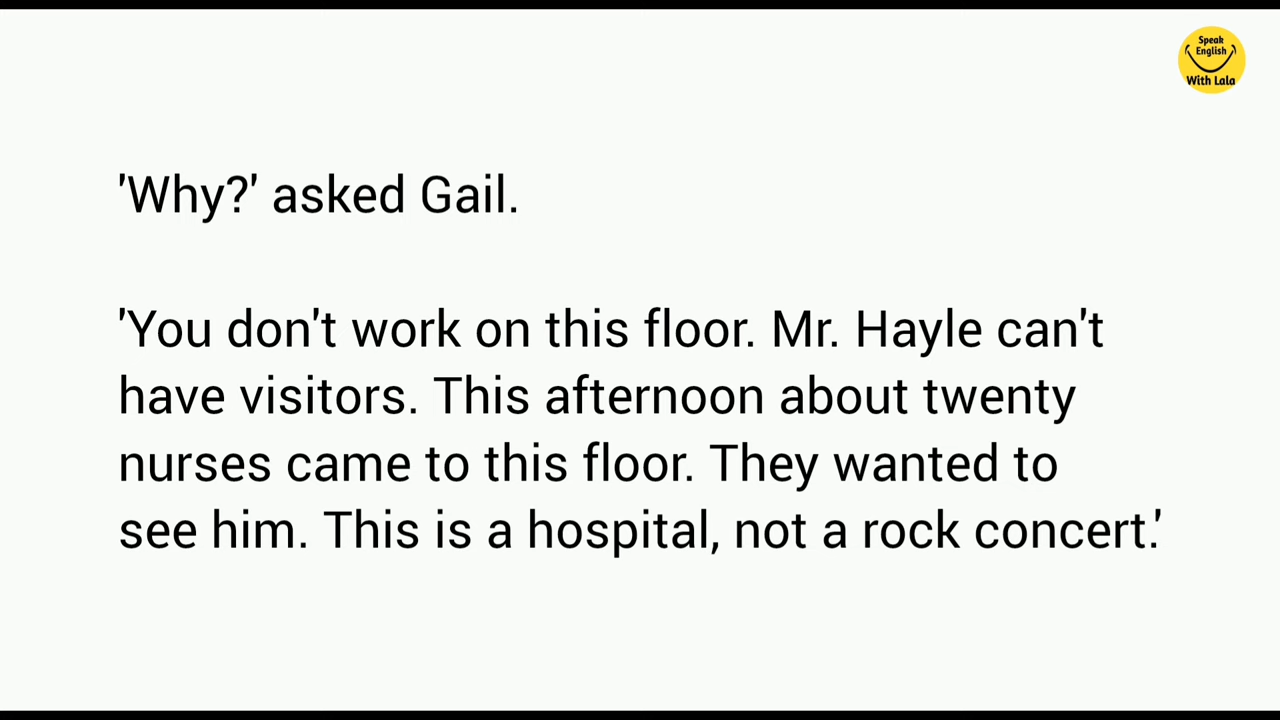 Speak
English
With Lala
'Why?' asked Gail.
'You don't work on this floor. Mr. Hayle can't
have visitors. This afternoon about twenty
nurses came to this floor. They wanted to
see him. This is a hospital, not a rock concert.'